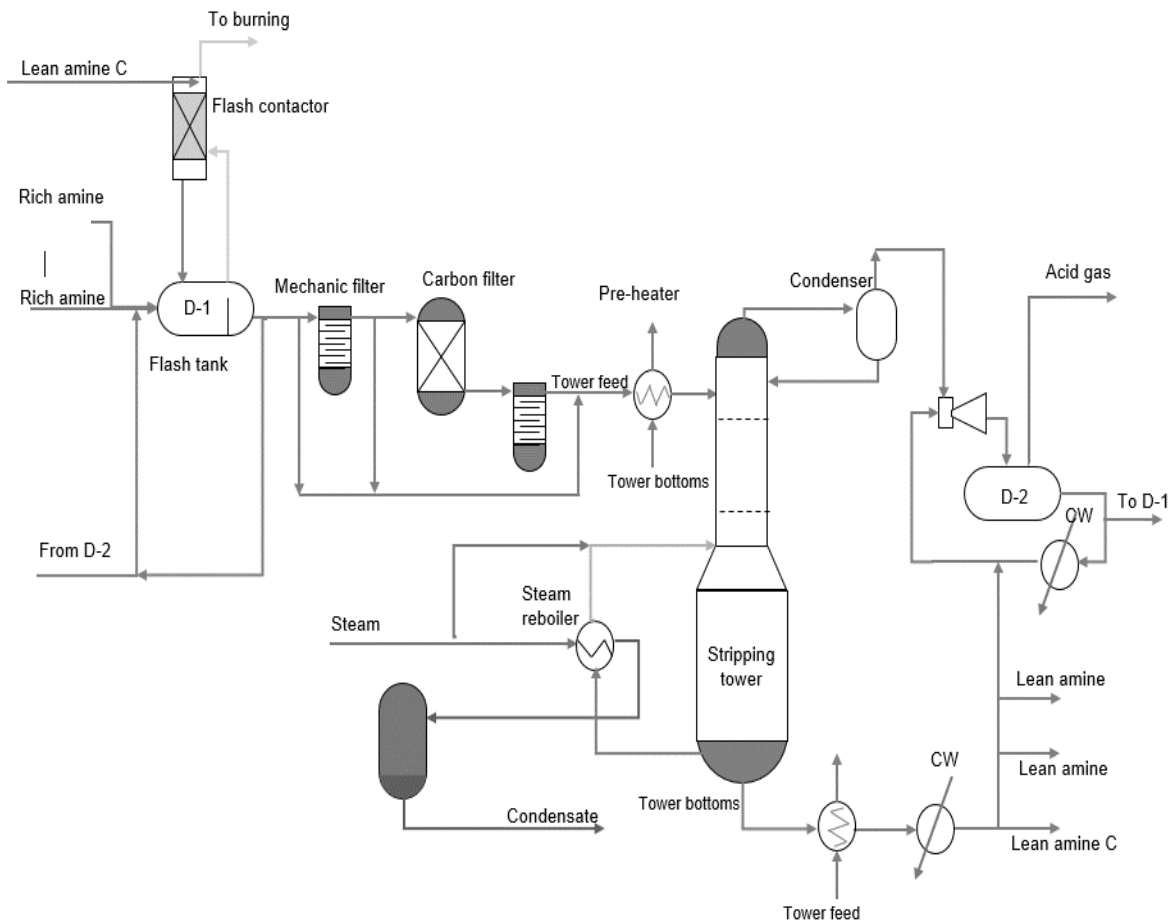 To burning
Lean amine C
Flash contactor
Rich amine
Rich amine
D-1
Flash tank
Mechanic filter
Carbon filter
Pre-heater
Condenser
Acid gas
Tower feed
Tower bottoms
D-2
To D-1
CW
From D-2
Steam
reboiler
Steam
Stripping
tower
Lean amine
Lean amine
CW
Tower bottoms
Condensate
Lean amine C
Tower feed